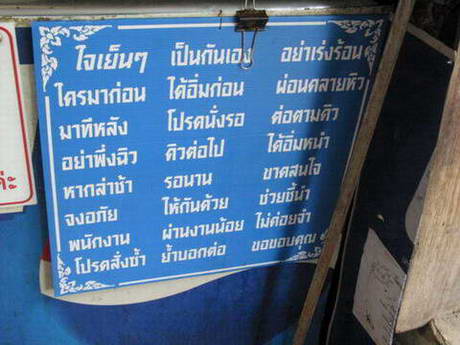 ใจเย็นๆ เป็นกันเอง อย่าเร่งร้อน
ใครมาก่อน ได้อิ่มก่อน ผ่อนคลายหิว
มาทีหลัง โปรดนั่งรอ ต่อตามคิว
อย่าพึ่งฉิว คิวต่อไป ได้อิ่มหนำ
หากล่าช้า รอนาน ขาดสนใจ
จงอภัย ให้กันด้วย ช่วยชี้นำ
พนักงาน ผ่านงานน้อย ไม่ค่อยจำ
โปรดสั่งซ้ำ ย้ำบอกต่อ ขอขอบคุณ
ค่ะ